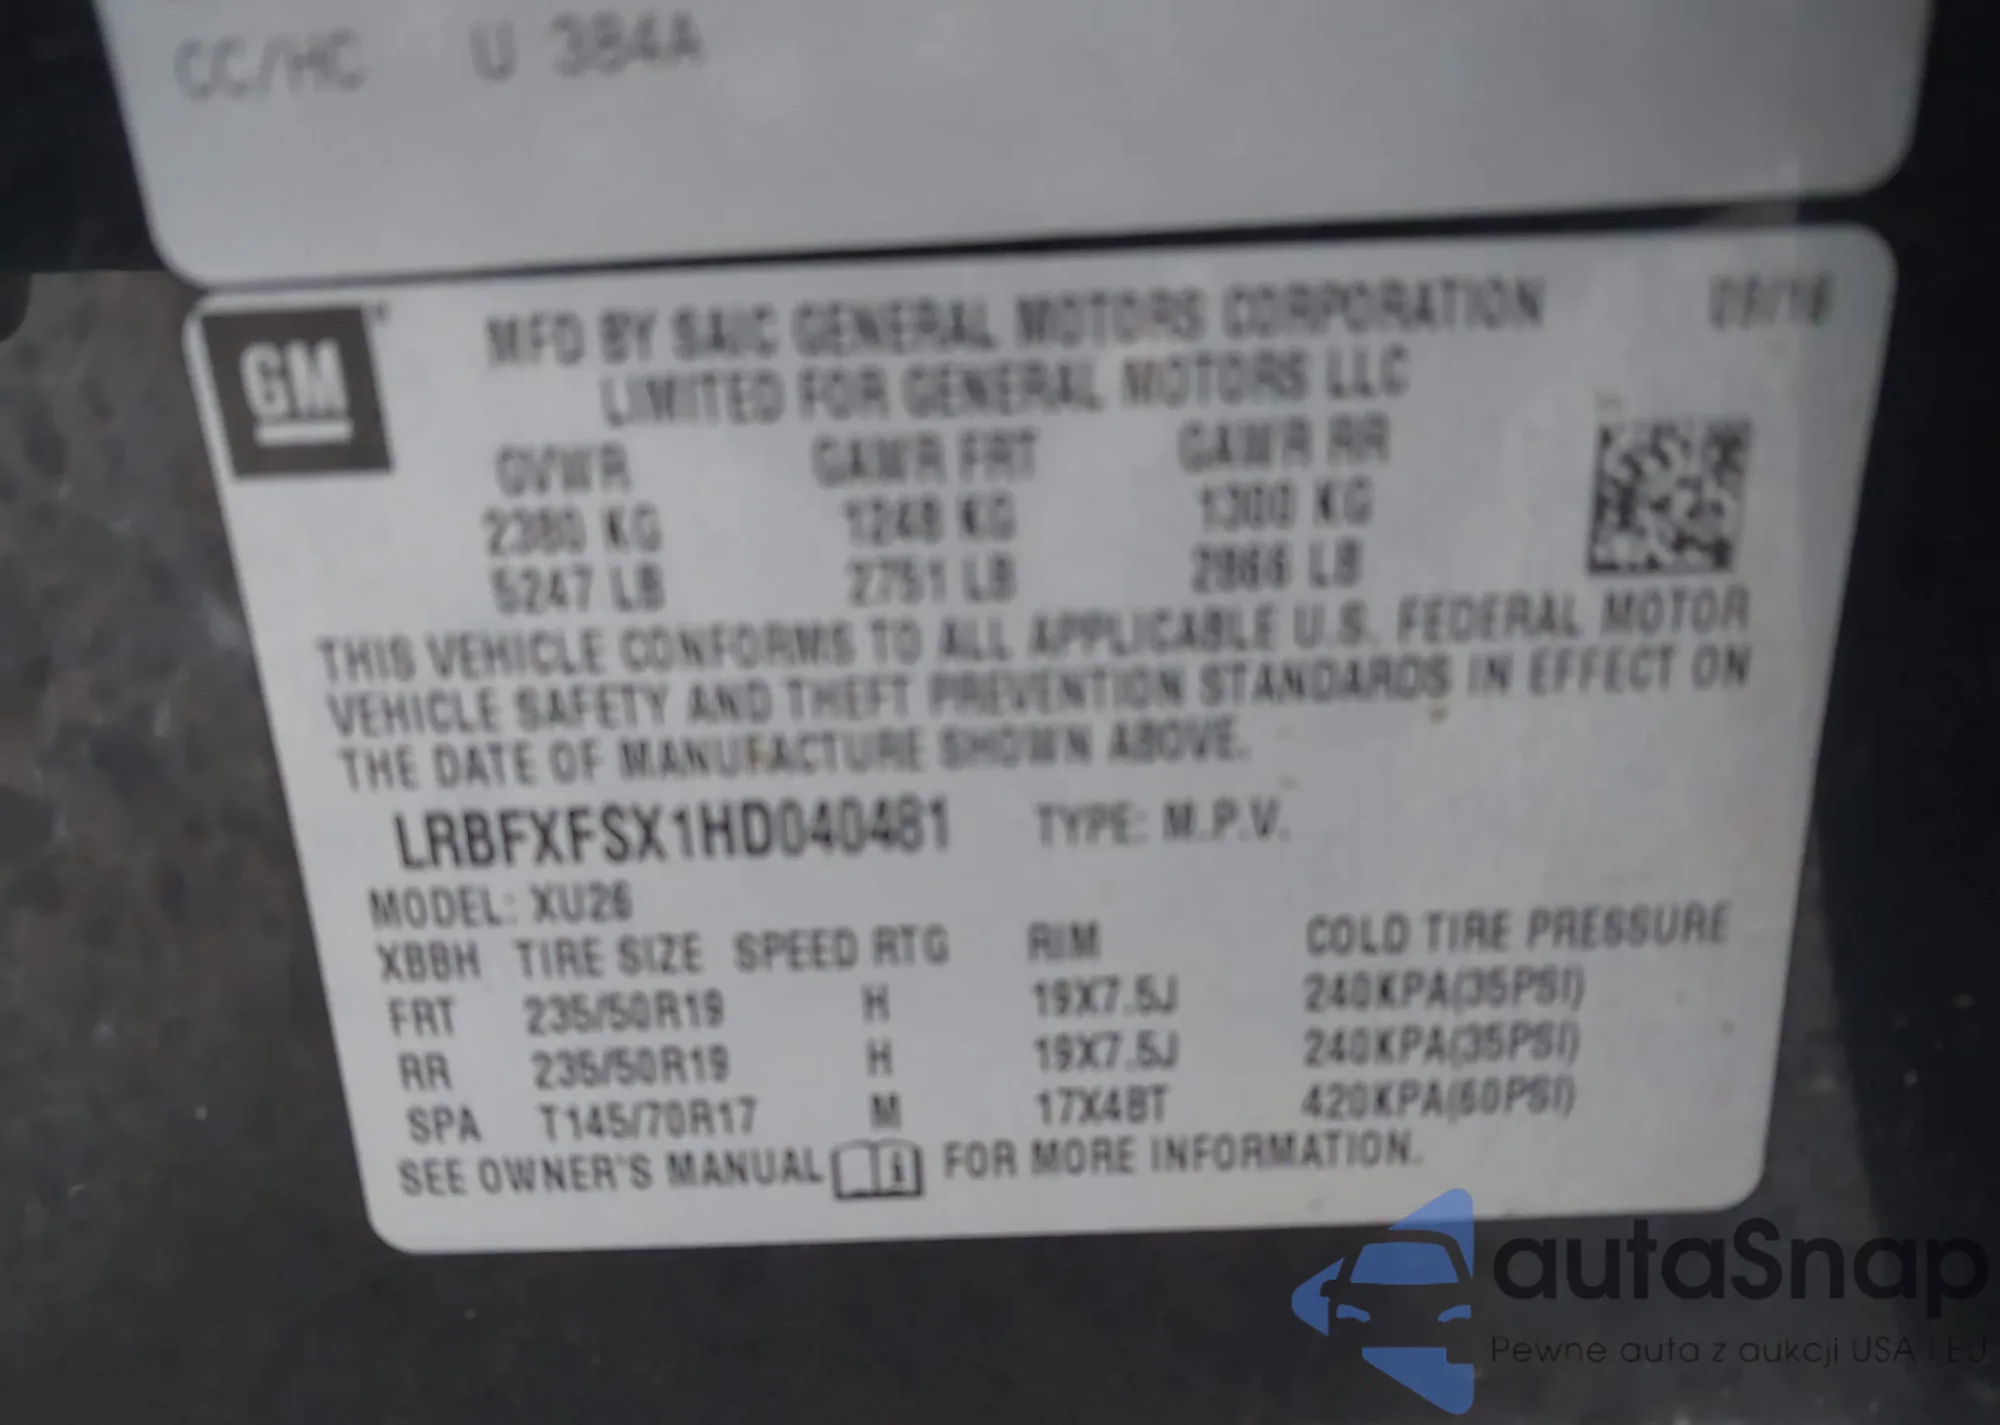 CC/HC U 384A
GM
MFD BY SAIC GENERAL MOTORS CORPORATION 09/16
LIMITED FOR GENERAL MOTORS LLC
GVWR GAWR FRT GAWR RR
2380 KG 1248 KG 1300 KG
5247 LB 2751 LB 2866 LB
THIS VEHICLE CONFORMS TO ALL APPLICABLE U.S. FEDERAL MOTOR
VEHICLE SAFETY AND THEFT PREVENTION STANDARDS IN EFFECT ON
THE DATE OF MANUFACTURE SHOWN ABOVE.
LRBFXFSX1HD040481 TYPE: M.P.V.
MODEL: XU26
XBBH TIRE SIZE SPEED RTG RIM COLD TIRE PRESSURE
FRT 235/50R19 H 19X7.5J 240KPA(35PSI)
RR 235/50R19 H 19X7.5J 240KPA(35PSI)
SPA T145/70R17 M 17X4BT 420KPA(60PSI)
SEE OWNER'S MANUAL FOR MORE INFORMATION.
autaSnap
Pewne auta z aukcji USA i EU